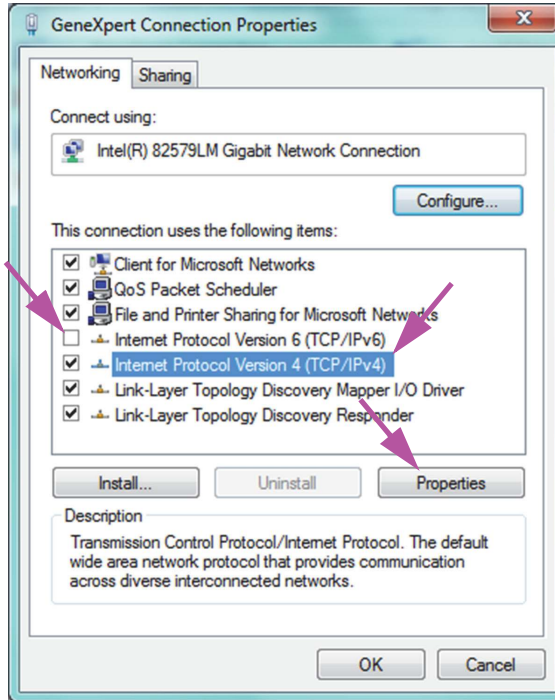 GeneXpert Connection Properties
Networking
Sharing
Connect using:
Intel(R) 82579LM Gigabit Network Connection
Configure...
This connection uses the following items:
Client for Microsoft Networks
QoS Packet Scheduler
File and Printer Sharing for Microsoft Networks
Internet Protocol Version 6 (TCP/IPv6)
Internet Protocol Version 4 (TCP/IPv4)
Link-Layer Topology Discovery Mapper I/O Driver
Link-Layer Topology Discovery Responder
Install...
Uninstall
Properties
Description
Transmission Control Protocol/Internet Protocol. The default
wide area network protocol that provides communication
across diverse interconnected networks.
OK
Cancel